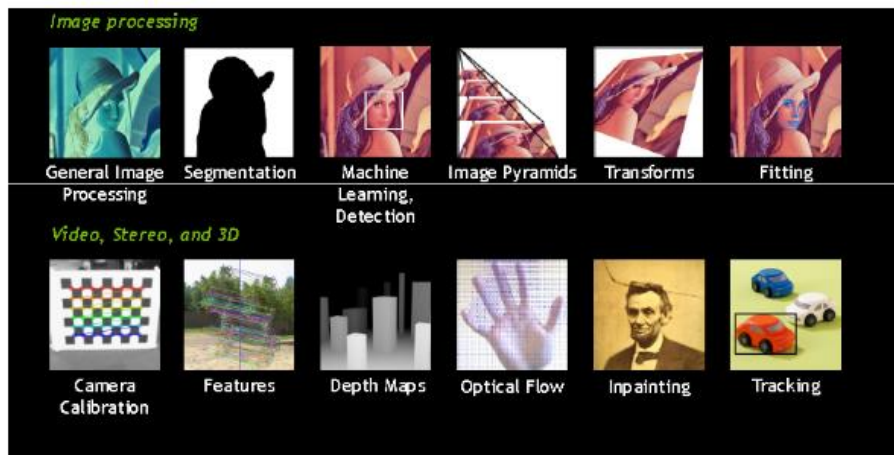 Image processing
General Image Processing
Segmentation
Machine Learning, Detection
Image Pyramids
Transforms
Fitting
Video, Stereo, and 3D
Camera Calibration
Features
Depth Maps
Optical Flow
Inpainting
Tracking